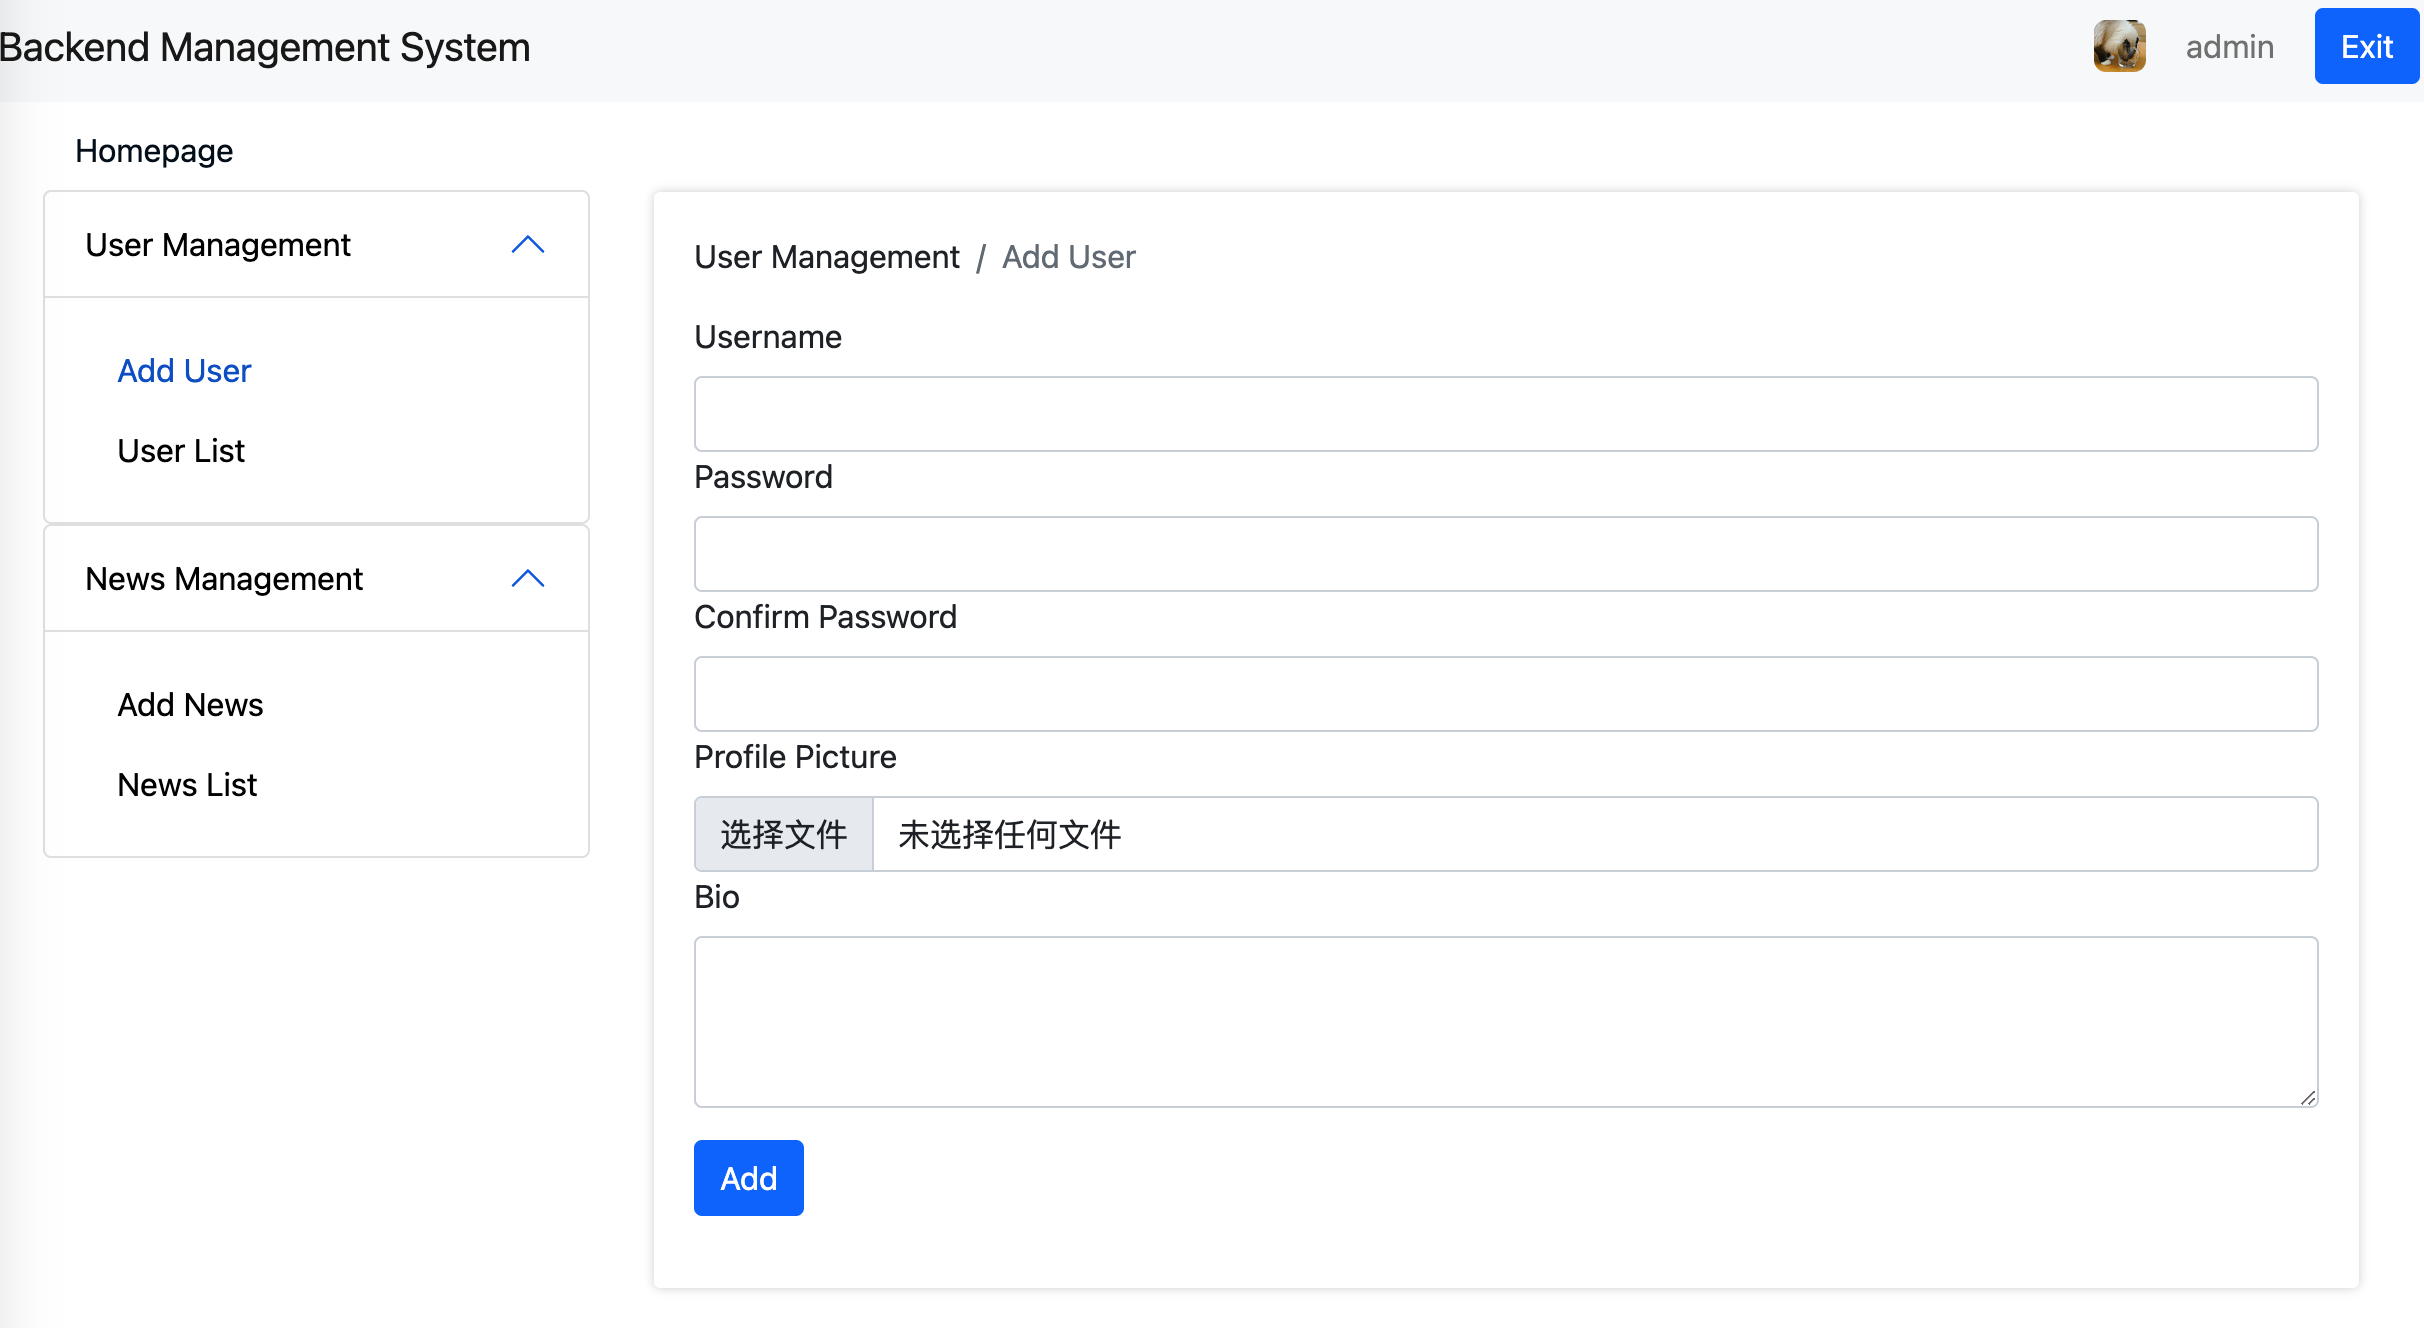 Backend Management System
admin
Exit
Homepage
User Management
Add User
User List
News Management
Add News
News List
User Management / Add User
Username
Password
Confirm Password
Profile Picture
选择文件 未选择任何文件
Bio
Add